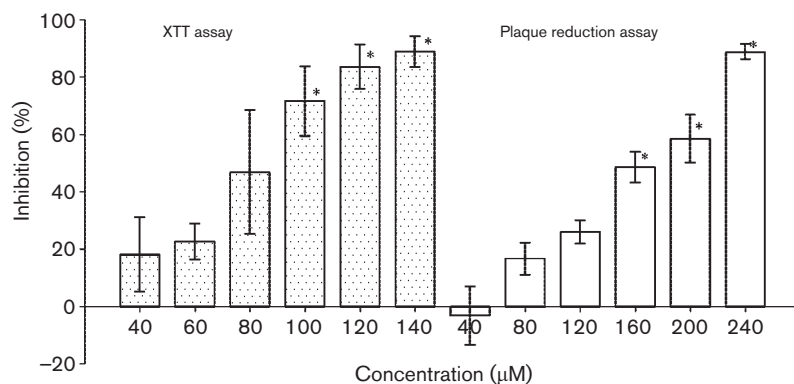 XTT assay
Plaque reduction assay
Inhibition (%)
100
80
60
40
20
0
−20
* * * * * *
40 60 80 100 120 140 40 80 120 160 200 240
Concentration (μM)